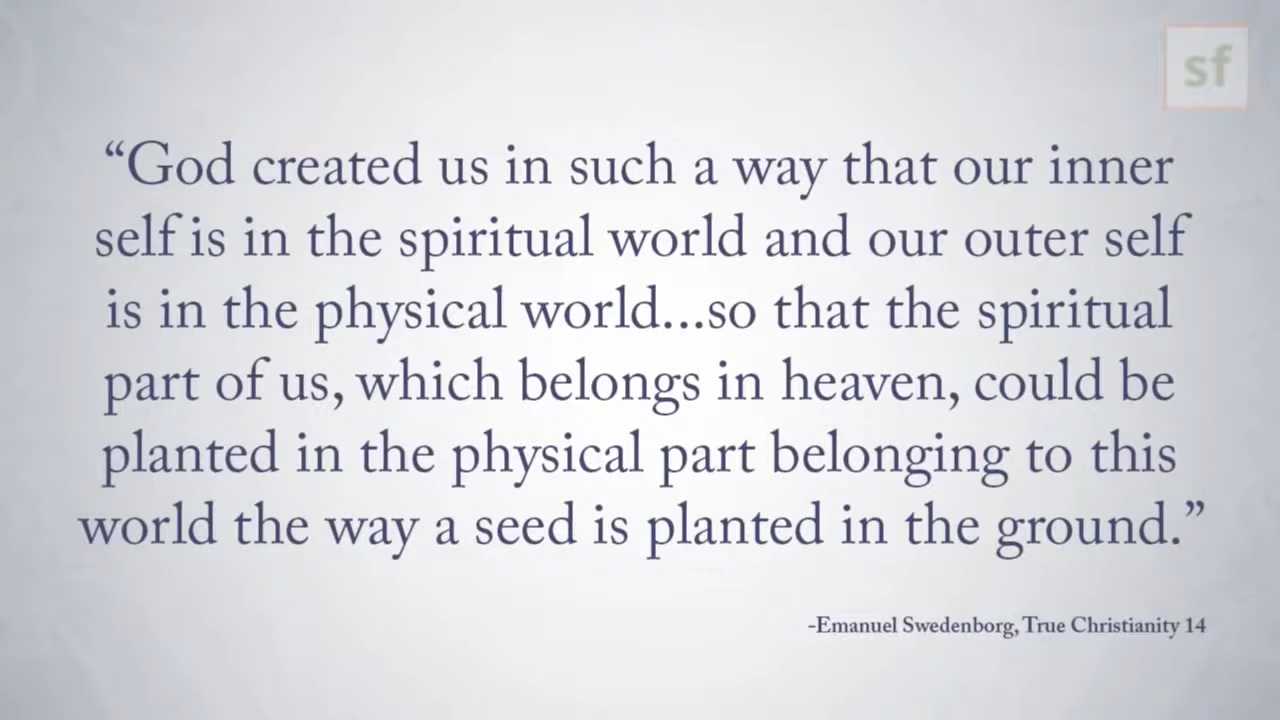 sf
“God created us in such a way that our inner
self is in the spiritual world and our outer self
is in the physical world...so that the spiritual
part of us, which belongs in heaven, could be
planted in the physical part belonging to this
world the way a seed is planted in the ground.”
-Emanuel Swedenborg, True Christianity 14